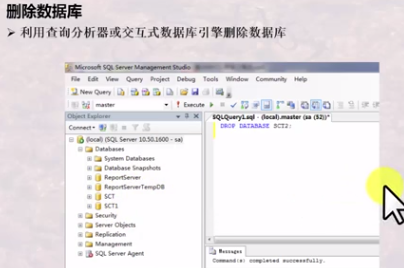 删除数据库
➢ 利用查询分析器或交互式数据库引擎删除数据库
Microsoft SQL Server Management Studio
File Edit View Query Project Debug Tools Window Community Help
New Query
master Execute
Object Explorer
SQLQuery1.sql - (local).master (sa (52))*
Connect
DROP DATABASE SCT2;
(local) (SQL Server 10.50.1600 - sa)
Databases
System Databases
Database Snapshots
ReportServer
ReportServerTempDB
SCT
SCT1
Security
Server Objects
Replication
Management
SQL Server Agent
Messages
Command(s) completed successfully.